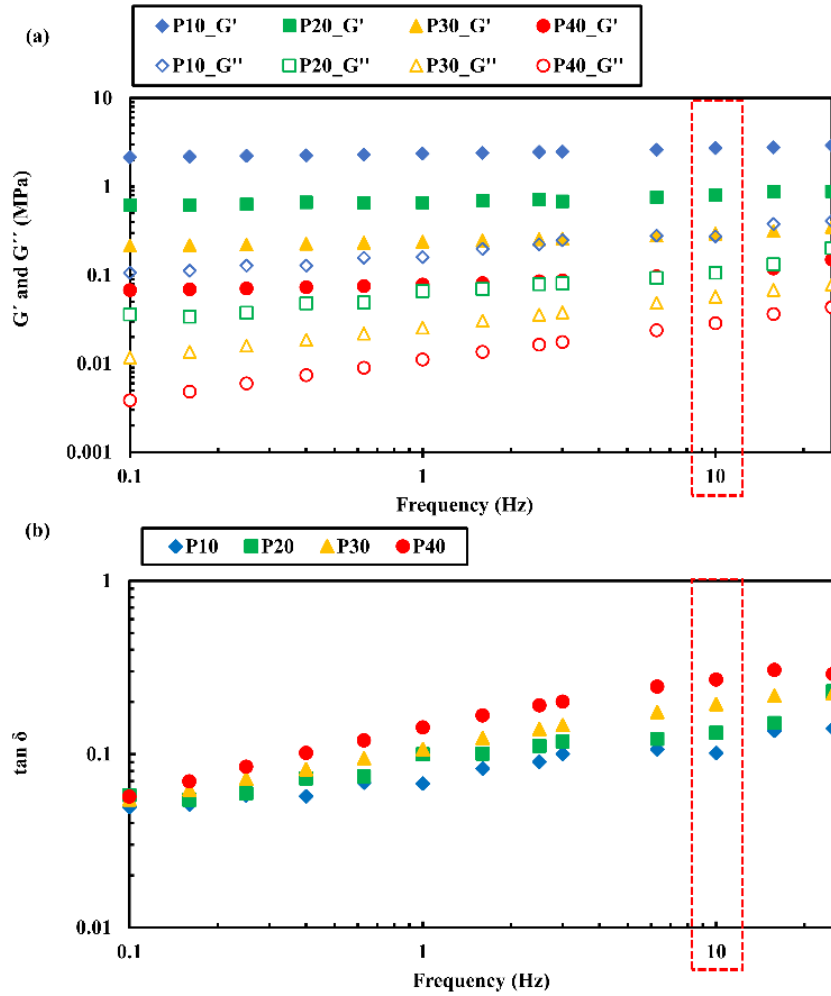 (a)
P10_G' P20_G' P30_G' P40_G'
P10_G'' P20_G'' P30_G'' P40_G''
10
1
0.1
0.01
0.001
G´ and G´´ (MPa)
0.1 1 10
Frequency (Hz)
(b)
P10 P20 P30 P40
1
0.1
0.01
tan δ
0.1 1 10
Frequency (Hz)